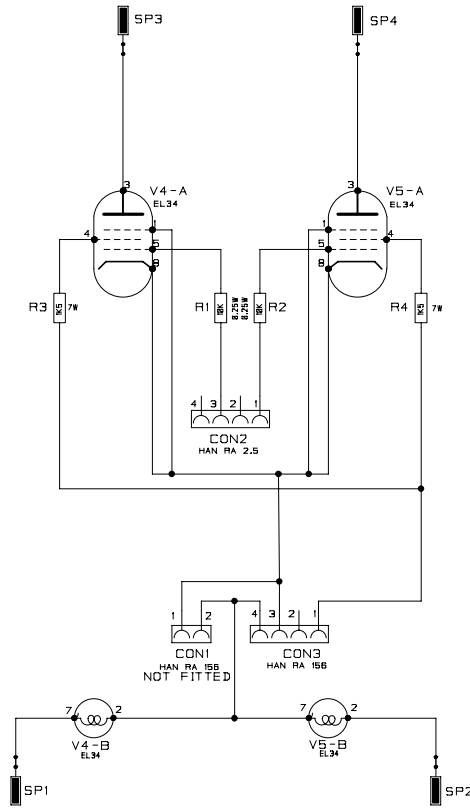 SP3 SP4
3 V4-A EL34
3 V5-A EL34
4 1 5 8
1 5 8 4
R3 1K5 7W
R1 10K 0.25W
0.25W 10K R2
R4 1K5 7W
4 3 2 1
CON2
HAN RA 2.5
1 2
4 3 2 1
CON1
HAN RA 156
NOT FITTED
CON3
HAN RA 156
7 2
7 2
V4-B
EL34
V5-B
EL34
SP1
SP2